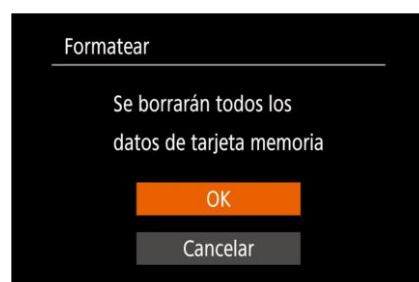 Formatear
Se borrarán todos los
datos de tarjeta memoria
OK
Cancelar